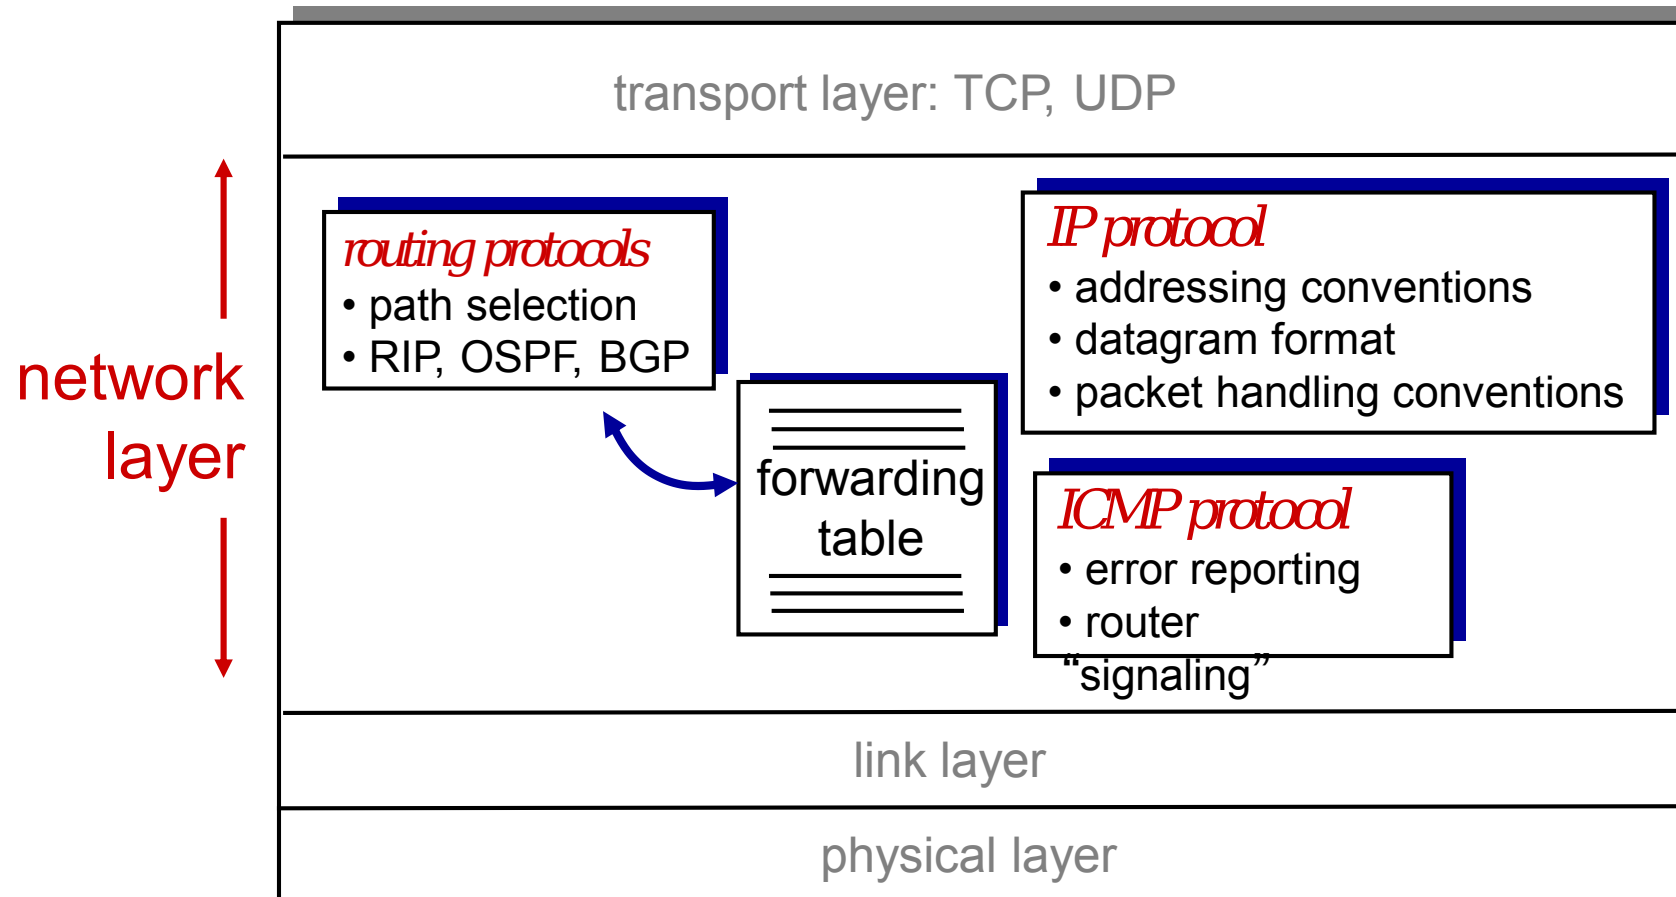 transport layer: TCP, UDP
network
layer
routing protocols
• path selection
• RIP, OSPF, BGP
forwarding
table
IP protocol
• addressing conventions
• datagram format
• packet handling conventions
ICMP protocol
• error reporting
• router
“signaling”
link layer
physical layer